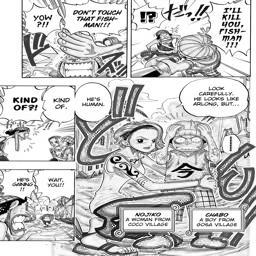 I'LL
KILL
YOU,
FISH-
MAN
!!!
!?
DON'T TOUCH
THAT FISH-
MAN!!!
YOW
?!!
LOOK
CAREFULLY.
HE LOOKS LIKE
ARLONG, BUT...
HE'S
HUMAN.
NOJIKO
A WOMAN FROM
COCO VILLAGE
CHABO
A BOY FROM
GOSA VILLAGE
KIND
OF.
KIND
OF?!
WAIT,
YOU!!
HE'S
GAINING
!!